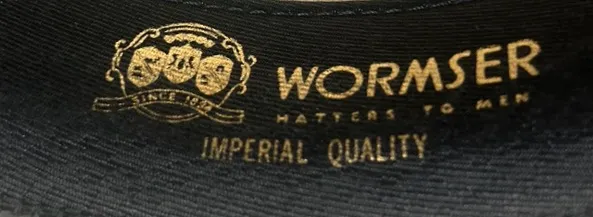 WORMSER
HATTERS TO MEN
SINCE
IMPERIAL QUALITY